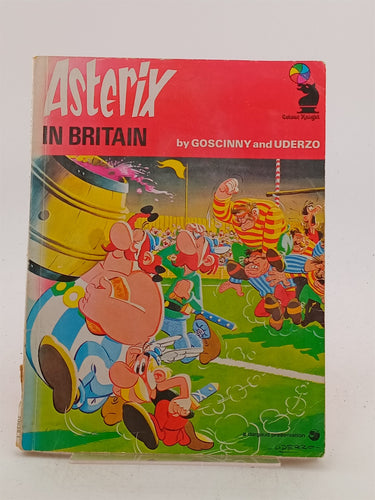 Asterix
IN BRITAIN
Colour Knight
by GOSCINNY and UDERZO
a dargaud presentation
UDERZO